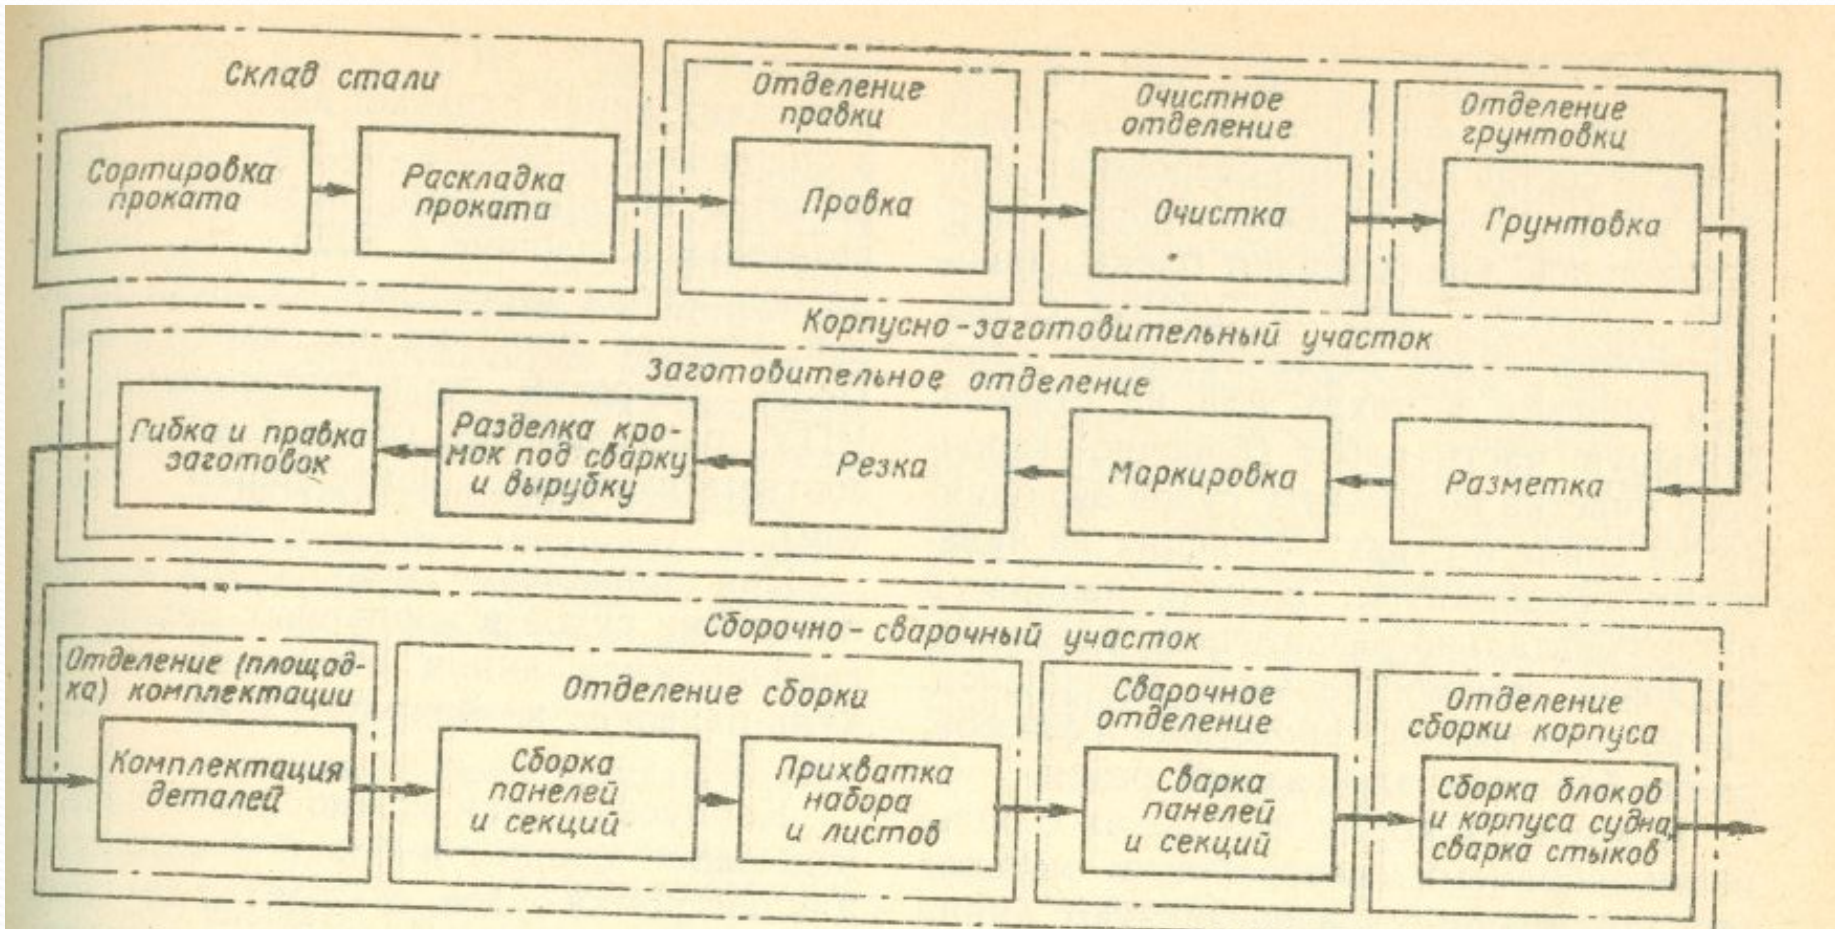 Склад стали
Сортировка
проката
Раскладка
проката
Отделение
правки
Правка
Очистное
отделение
Очистка
Отделение
грунтовки
Грунтовка
Корпусно-заготовительный участок
Заготовительное отделение
Гибка и правка
заготовок
Разделка кро-
мок под сварку
и вырубку
Резка
Маркировка
Разметка
Сборочно-сварочный участок
Отделение (площад-
ка) комплектации
Комплектация
деталей
Отделение сборки
Сборка
панелей
и секций
Прихватка
набора
и листов
Сварочное
отделение
Сварка
панелей
и секций
Отделение
сборки корпуса
Сборка блоков
и корпуса судна,
сварка стыков